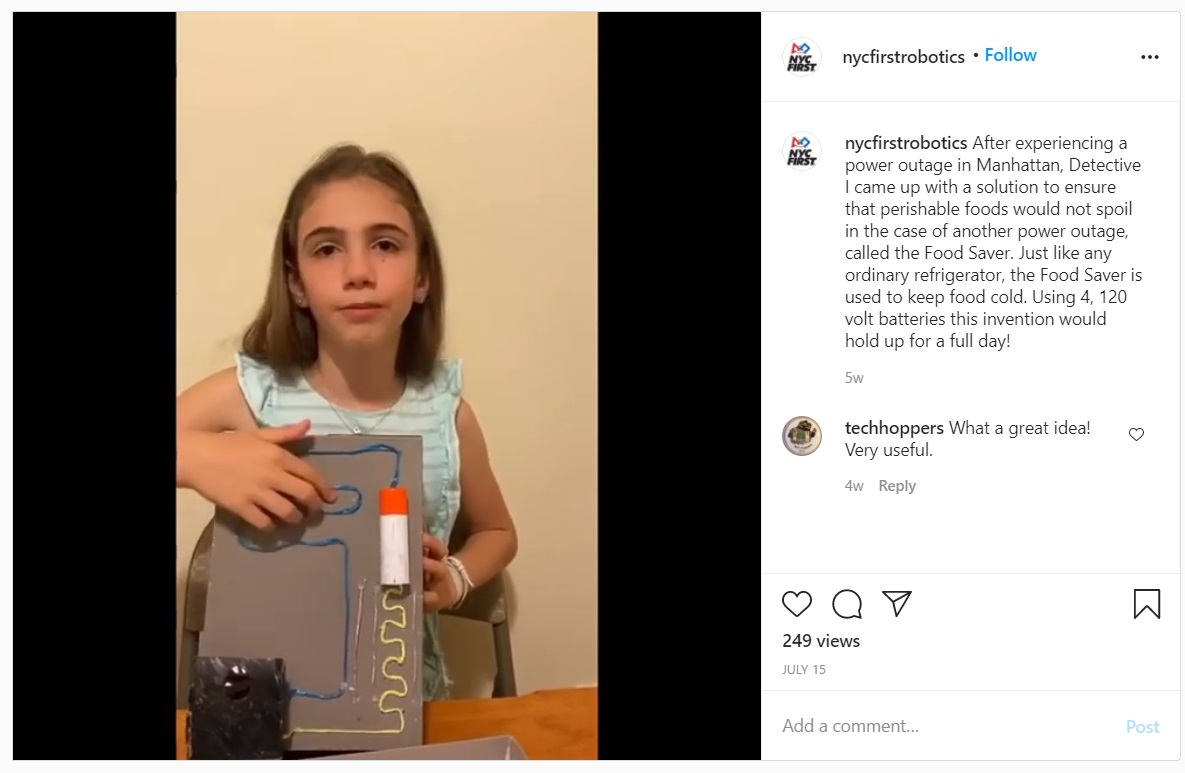 nycfirstrobotics • Follow
NYC
FIRST
NYC
FIRST
nycfirstrobotics After experiencing a
power outage in Manhattan, Detective
I came up with a solution to ensure
that perishable foods would not spoil
in the case of another power outage,
called the Food Saver. Just like any
ordinary refrigerator, the Food Saver is
used to keep food cold. Using 4, 120
volt batteries this invention would
hold up for a full day!
5w
techhoppers What a great idea!
Very useful.
4w Reply
249 views
JULY 15
Add a comment... Post